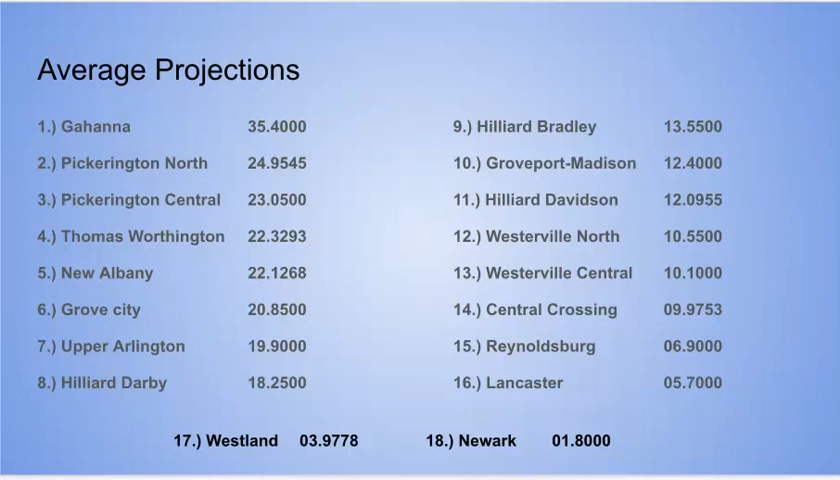 Average Projections
1.) Gahanna 35.4000
2.) Pickerington North 24.9545
3.) Pickerington Central 23.0500
4.) Thomas Worthington 22.3293
5.) New Albany 22.1268
6.) Grove city 20.8500
7.) Upper Arlington 19.9000
8.) Hilliard Darby 18.2500
9.) Hilliard Bradley 13.5500
10.) Groveport-Madison 12.4000
11.) Hilliard Davidson 12.0955
12.) Westerville North 10.5500
13.) Westerville Central 10.1000
14.) Central Crossing 09.9753
15.) Reynoldsburg 06.9000
16.) Lancaster 05.7000
17.) Westland 03.9778 18.) Newark 01.8000